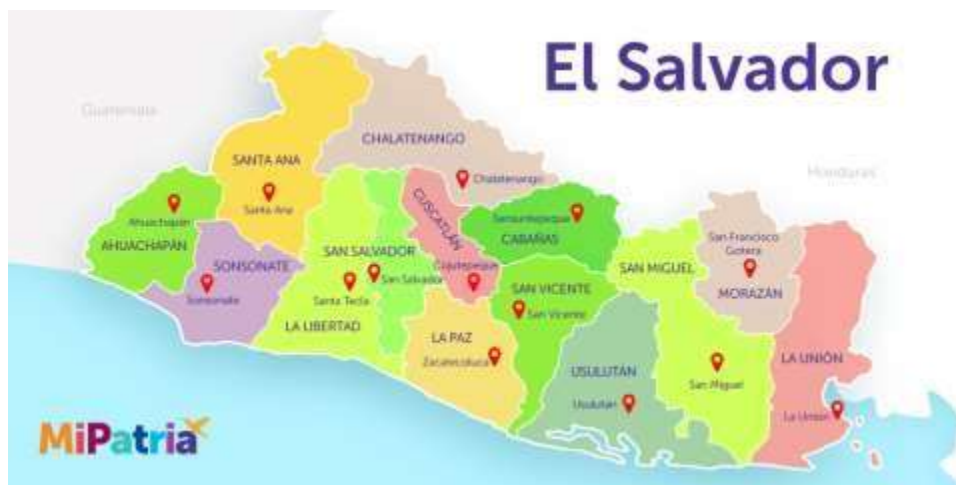 El Salvador
Guatemala
Honduras
CHALATENANGO
Chalatenango
SANTA ANA
Santa Ana
Ahuachapán
AHUACHAPÁN
SONSONATE
Sonsonate
SAN SALVADOR
San Salvador
Santa Tecla
LA LIBERTAD
CUSCATLÁN
Cojutepeque
Sensuntepeque
CABAÑAS
SAN VICENTE
San Vicente
LA PAZ
Zacatecoluca
USULUTÁN
Usulután
SAN MIGUEL
San Miguel
San Francisco
Gotera
MORAZÁN
LA UNIÓN
La Unión
MiPatria